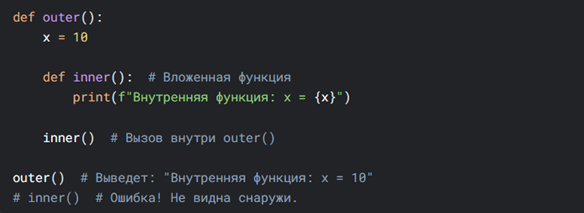 def outer():
    x = 10
    def inner():  # Вложенная функция
        print(f"Внутренняя функция: x = {x}")
    inner()  # Вызов внутри outer()
outer()  # Выведет: "Внутренняя функция: x = 10"
# inner()  # Ошибка! Не видна снаружи.